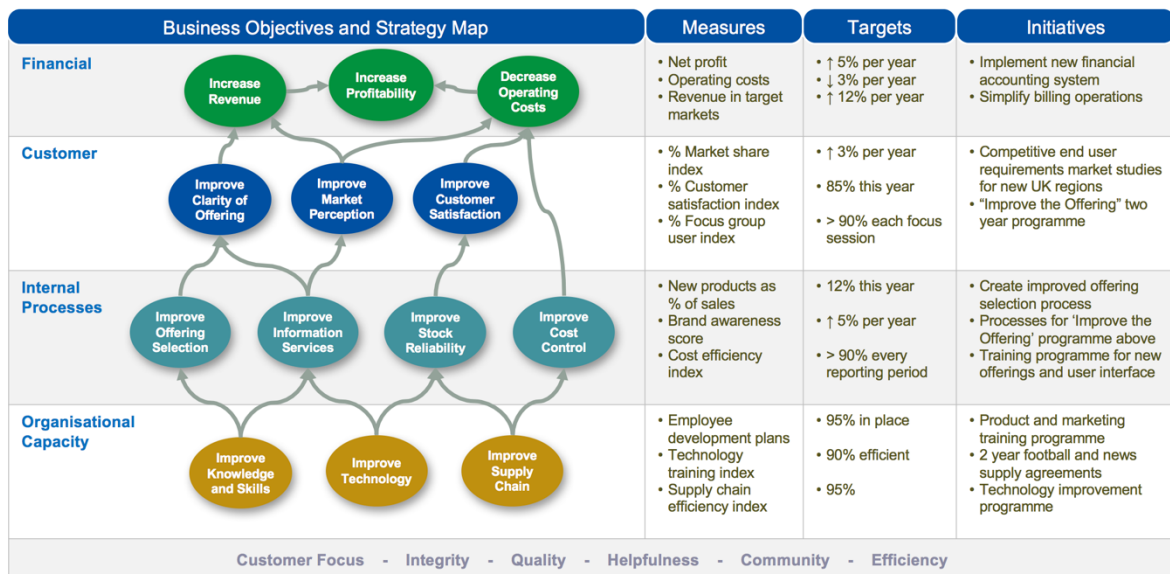 Business Objectives and Strategy Map
Measures
Targets
Initiatives
Financial
Increase
Revenue
Increase
Profitability
Decrease
Operating
Costs
• Net profit
• Operating costs
• Revenue in target
markets
• ↑ 5% per year
• ↓ 3% per year
• ↑ 12% per year
• Implement new financial
accounting system
• Simplify billing operations
Customer
Improve
Clarity of
Offering
Improve
Market
Perception
Improve
Customer
Satisfaction
• % Market share
index
• % Customer
satisfaction index
• % Focus group
user index
• ↑ 3% per year
• 85% this year
• > 90% each focus
session
• Competitive end user
requirements market studies
for new UK regions
• “Improve the Offering” two
year programme
Internal
Processes
Improve
Offering
Selection
Improve
Information
Services
Improve
Stock
Reliability
Improve
Cost
Control
• New products as
% of sales
• Brand awareness
score
• Cost efficiency
index
• 12% this year
• ↑ 5% per year
• > 90% every
reporting period
• Create improved offering
selection process
• Processes for ‘Improve the
Offering’ programme above
• Training programme for new
offerings and user interface
Organisational
Capacity
Improve
Knowledge
and Skills
Improve
Technology
Improve
Supply
Chain
• Employee
development plans
• Technology
training index
• Supply chain
efficiency index
• 95% in place
• 90% efficient
• 95%
• Product and marketing
training programme
• 2 year football and news
supply agreements
• Technology improvement
programme
Customer Focus - Integrity - Quality - Helpfulness - Community - Efficiency